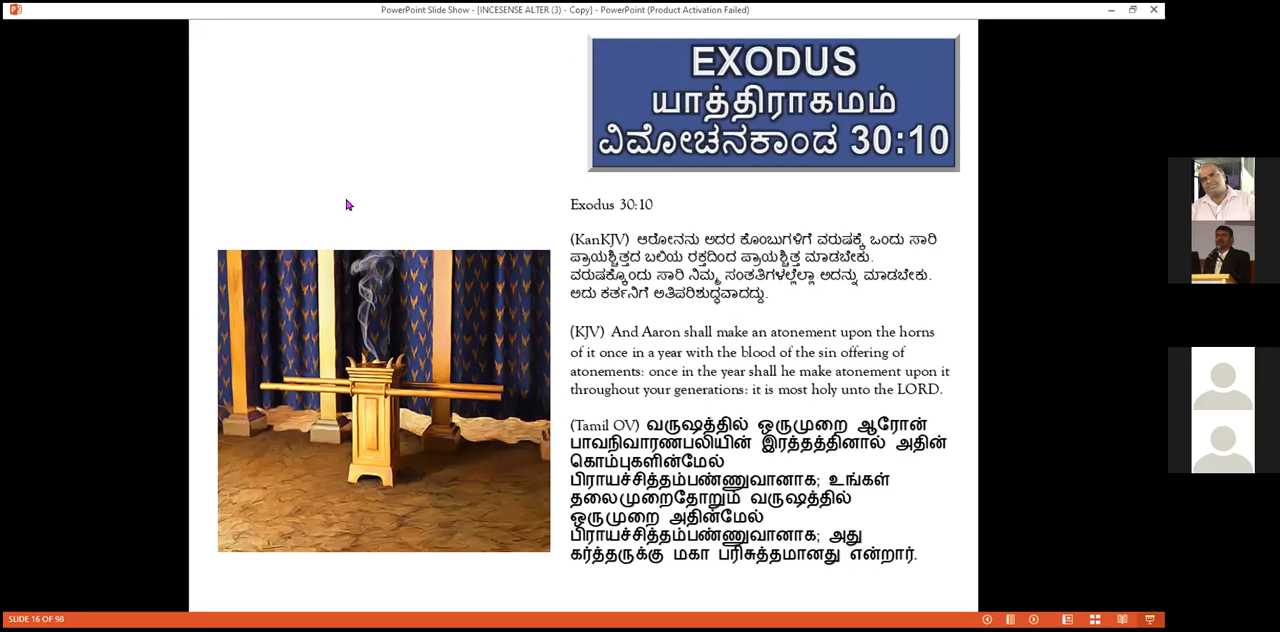 PowerPoint Slide Show - [INCESENSE ALTER (3) - Copy] - PowerPoint (Product Activation Failed)
EXODUS
யாத்திராகமம்
ವಿಮೋಚನಕಾಂಡ 30:10
Exodus 30:10
(KanKJV) ಆರೋನನು ಅದರ ಕೊಂಬುಗಳಿಗೆ ವರುಷಕ್ಕೆ ಒಂದು ಸಾರಿ
ಪ್ರಾಯಶ್ಚಿತ್ತದ ಬಲಿಯ ರಕ್ತದಿಂದ ಪ್ರಾಯಶ್ಚಿತ್ತ ಮಾಡಬೇಕು.
ವರುಷಕ್ಕೊಂದು ಸಾರಿ ನಿಮ್ಮ ಸಂತತಿಗಳಲ್ಲೆಲ್ಲಾ ಅದನ್ನು ಮಾಡಬೇಕು.
ಅದು ಕರ್ತನಿಗೆ ಅತಿಪರಿಶುದ್ಧವಾದದ್ದು.
(KJV) And Aaron shall make an atonement upon the horns
of it once in a year with the blood of the sin offering of
atonements: once in the year shall he make atonement upon it
throughout your generations: it is most holy unto the LORD.
(Tamil OV) வருஷத்தில் ஒருமுறை ஆரோன்
பாவநிவாரணபலியின் இரத்தத்தினால் அதின்
கொம்புகளின்மேல்
பிராயச்சித்தம்பண்ணுவானாக; உங்கள்
தலைமுறைதோறும் வருஷத்தில்
ஒருமுறை அதின்மேல்
பிராயச்சித்தம்பண்ணுவானாக; அது
கர்த்தருக்கு மகா பரிசுத்தமானது என்றார்.
SLIDE 16 OF 98